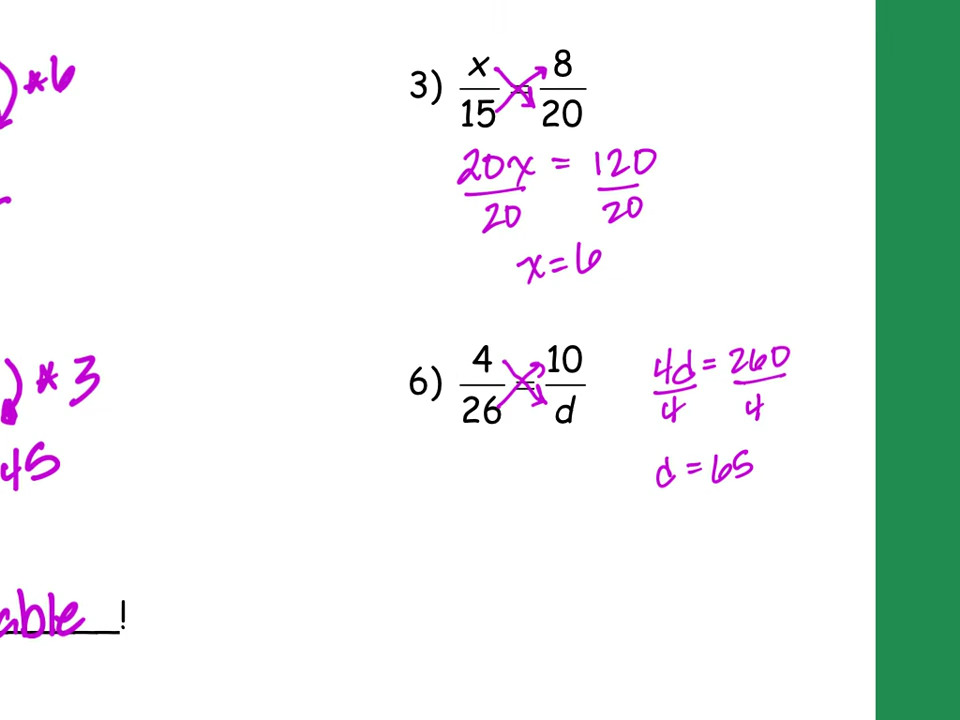 *6
3) x/15 = 8/20
20x/20 = 120/20
x = 6
*3
45
6) 4/26 = 10/d
4d/4 = 260/4
d = 65
able!